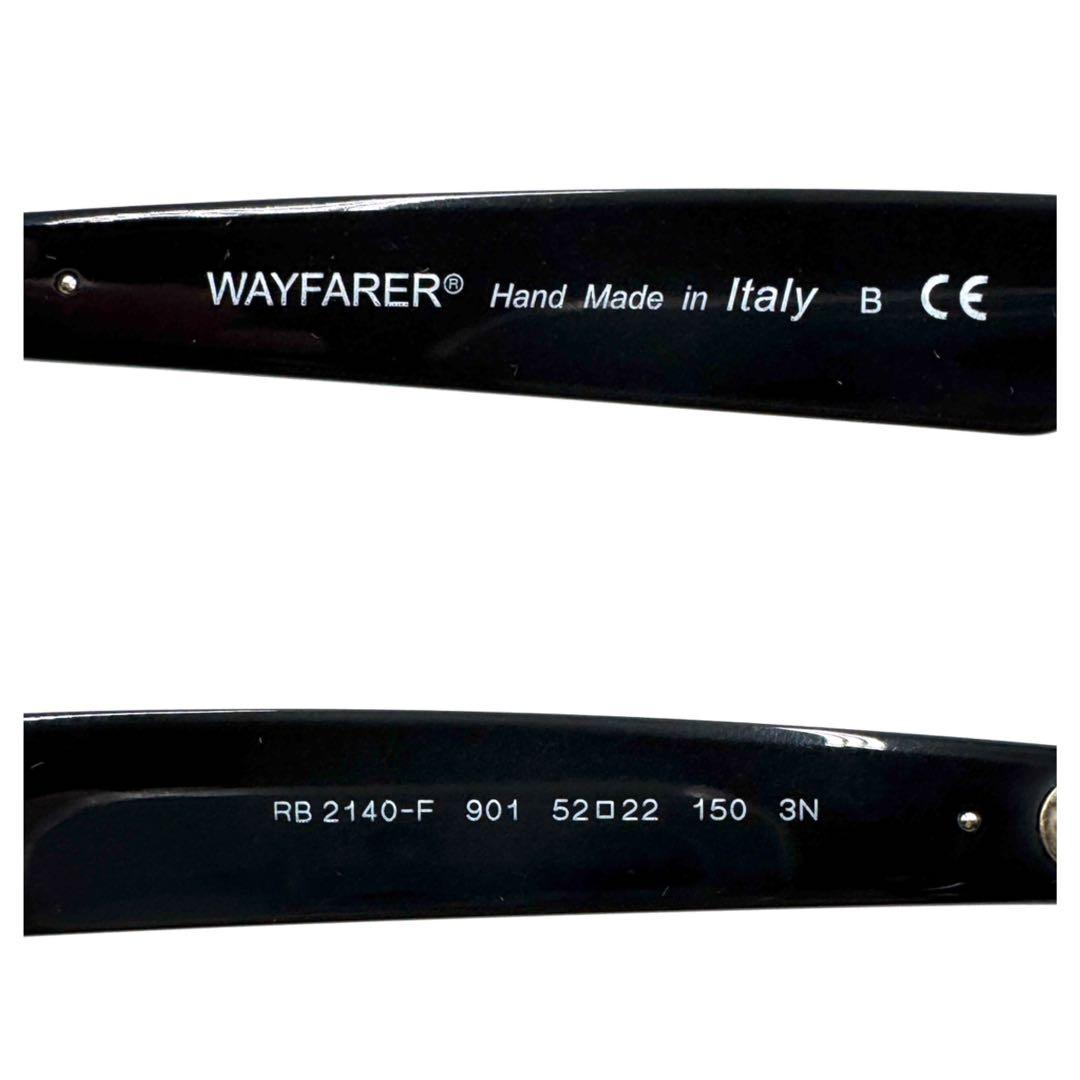 WAYFARER® Hand Made in Italy B CE
RB 2140-F 901 52□22 150 3N